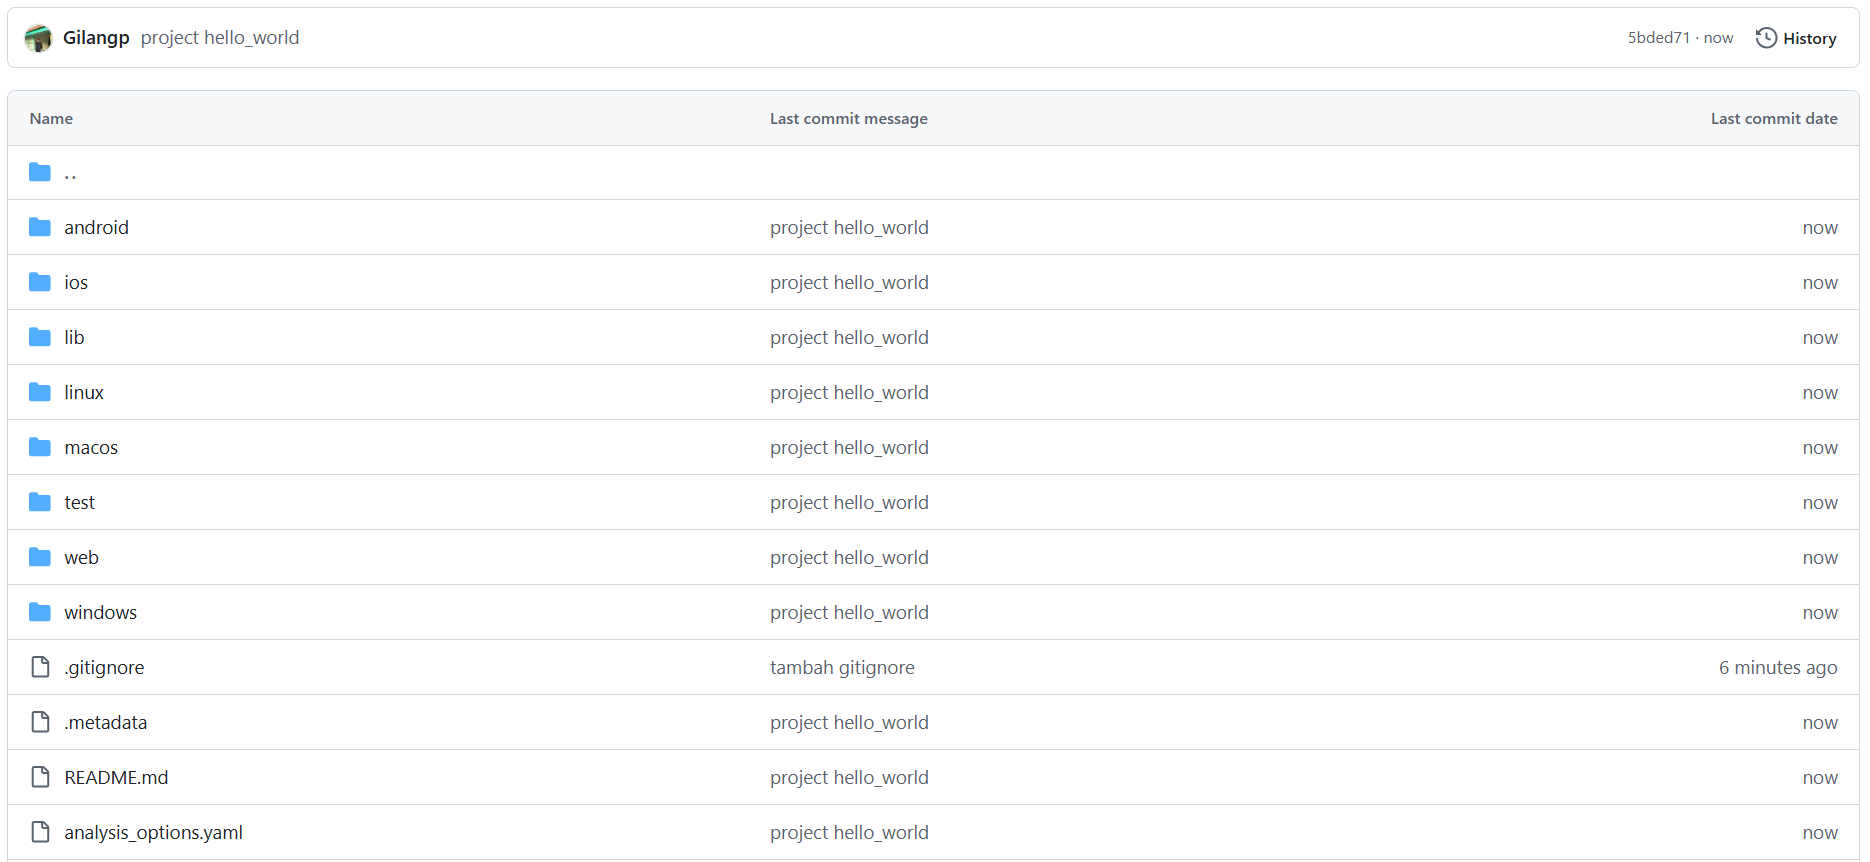 Gilangp project hello_world 5bded71 · now History
Name Last commit message Last commit date
..
android project hello_world now
ios project hello_world now
lib project hello_world now
linux project hello_world now
macos project hello_world now
test project hello_world now
web project hello_world now
windows project hello_world now
.gitignore tambah gitignore 6 minutes ago
.metadata project hello_world now
README.md project hello_world now
analysis_options.yaml project hello_world now